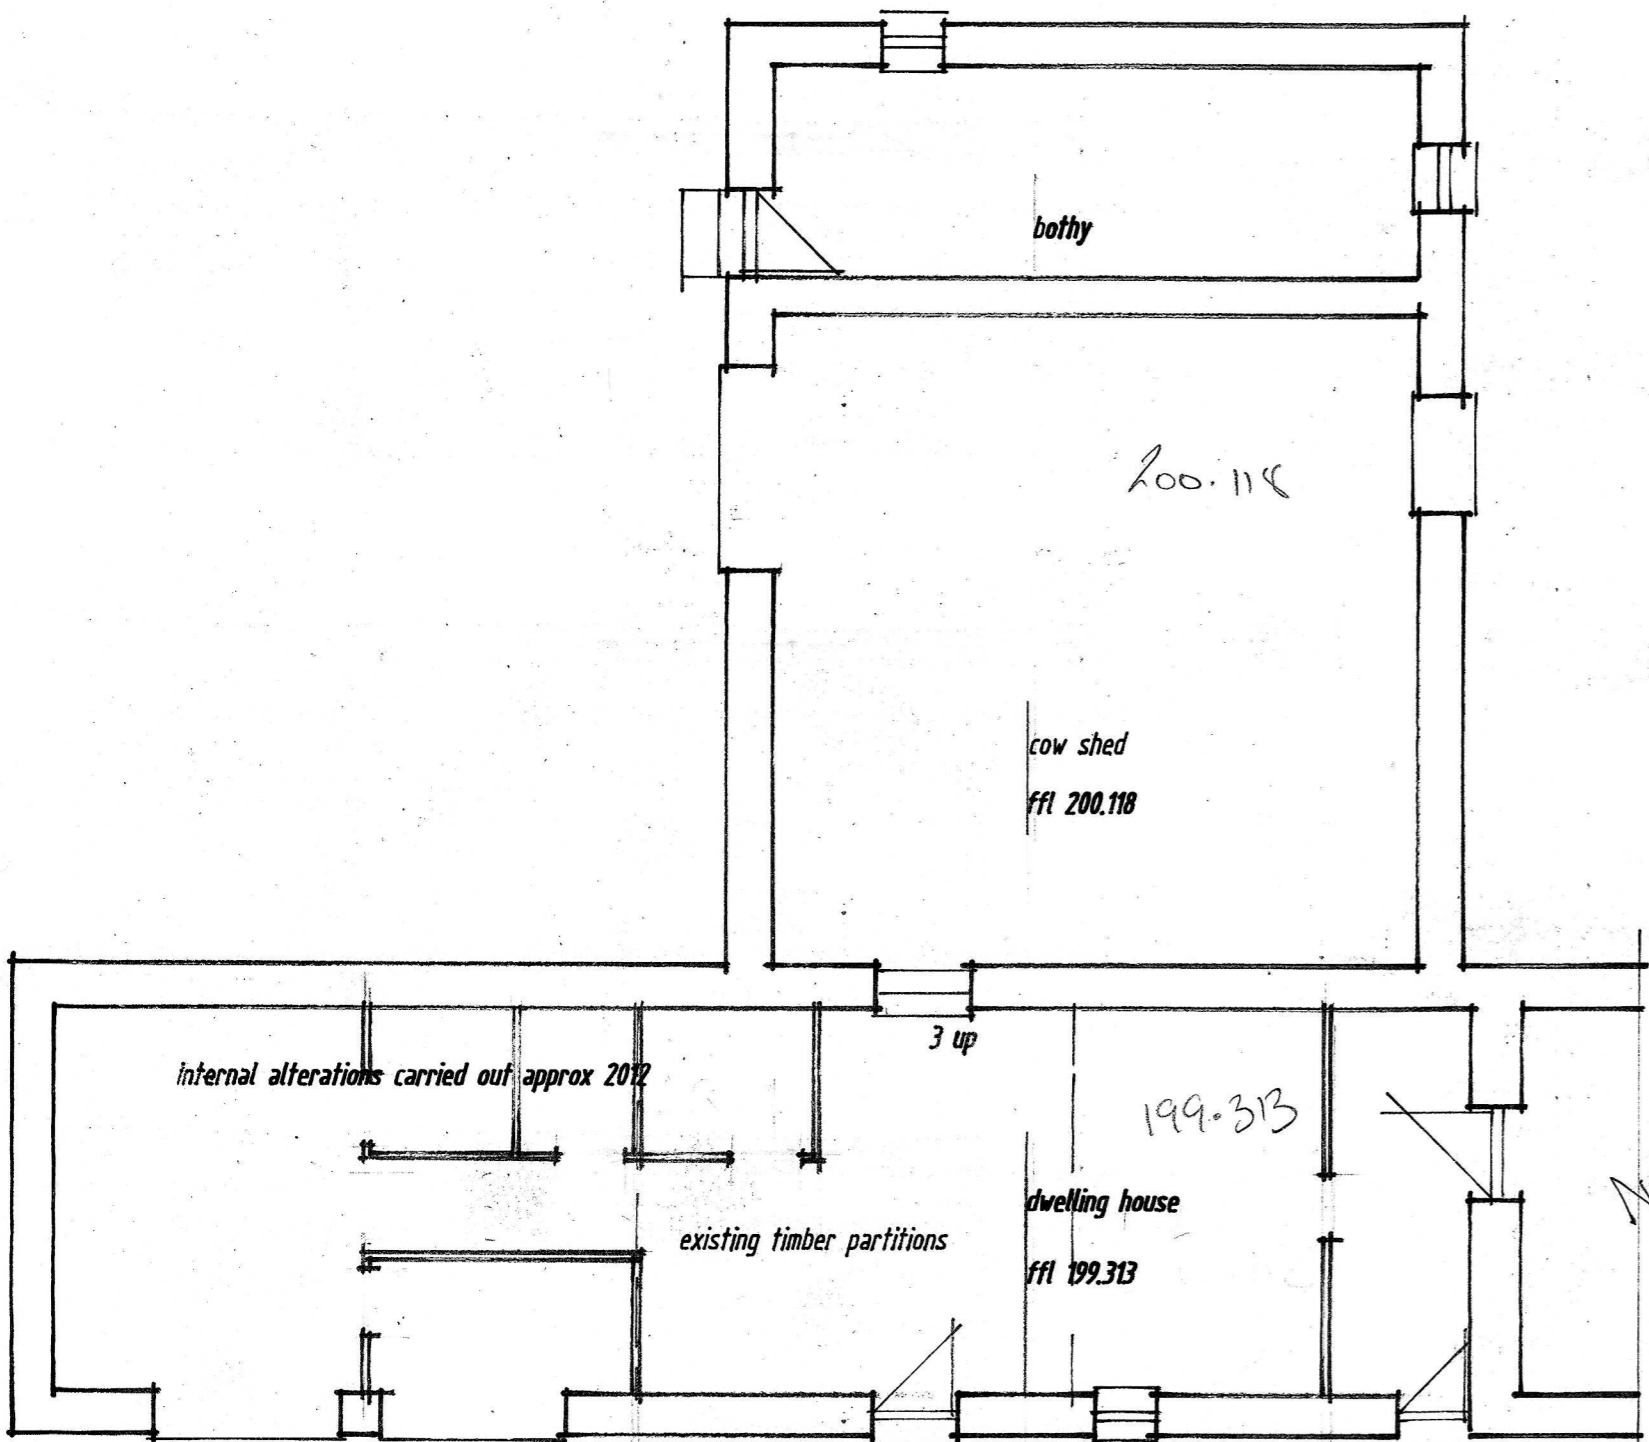 bothy
200.118
cow shed
ffl 200.118
3 up
internal alterations carried out approx 2012
199.313
dwelling house
existing timber partitions
ffl 199.313